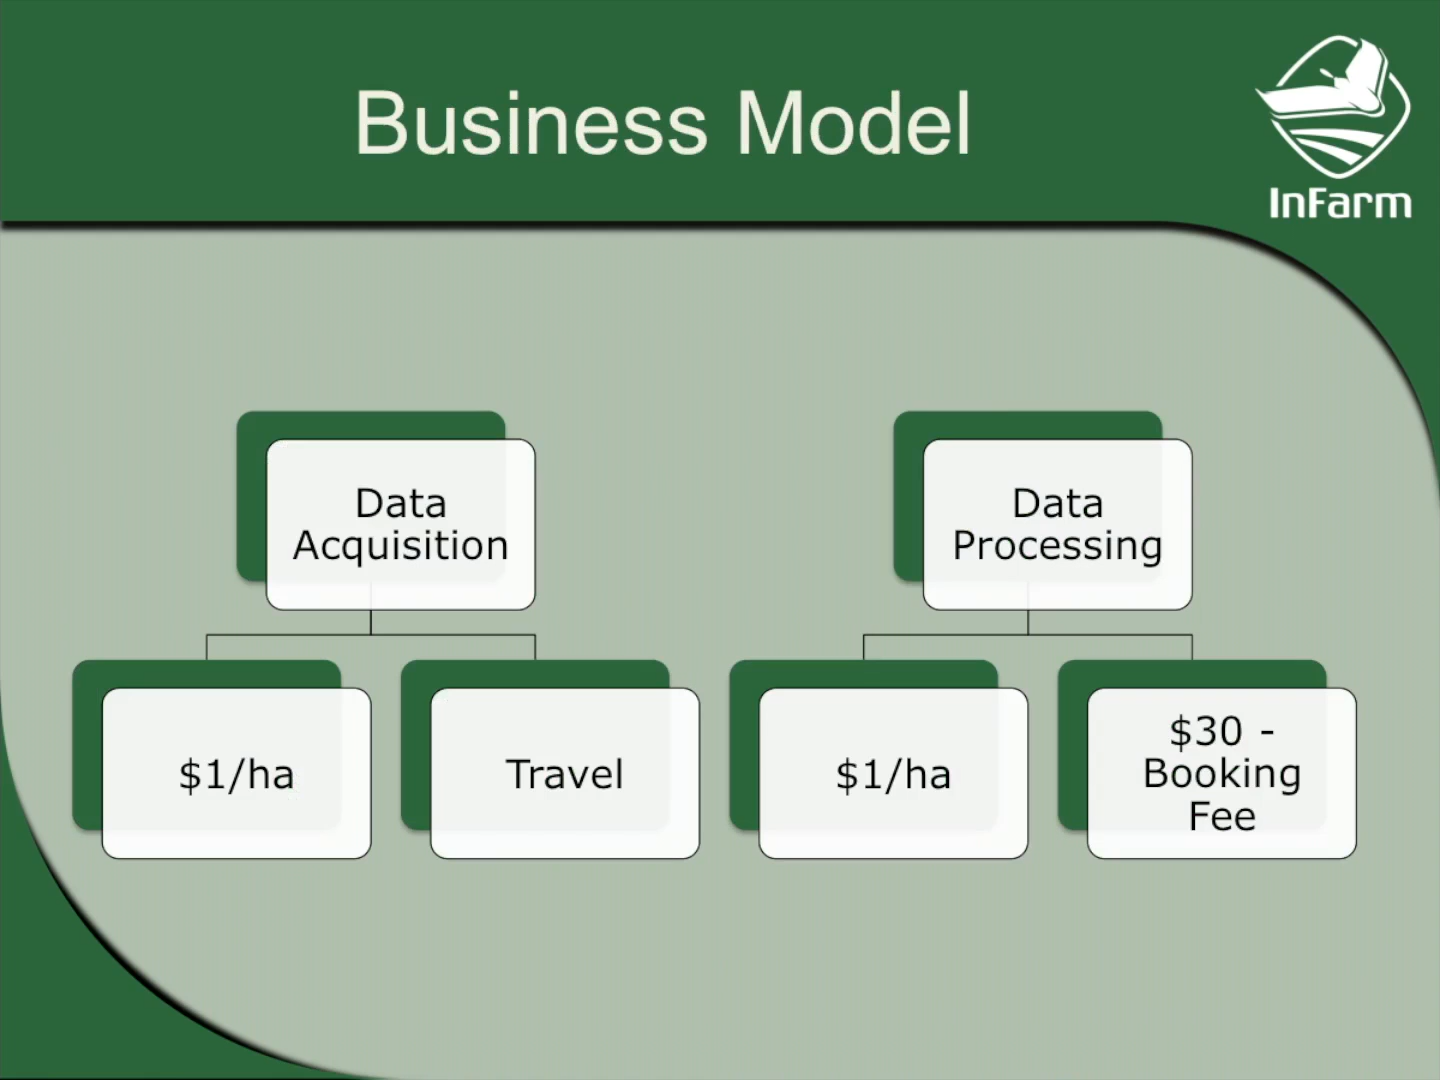 Business Model
InFarm
Data
Acquisition
Data
Processing
$1/ha
Travel
$1/ha
$30 -
Booking
Fee